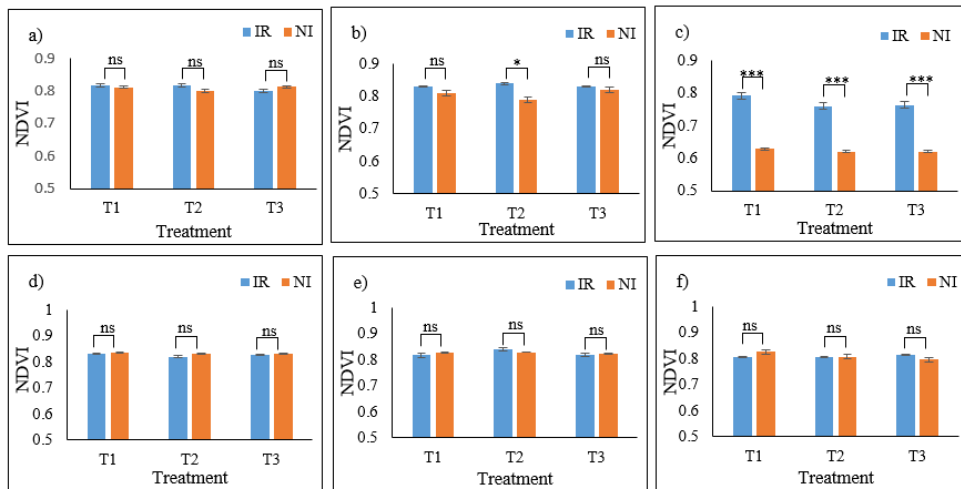 a)
IR NI
ns ns ns
0.9
0.8
0.7
0.6
0.5
NDVI
T1 T2 T3
Treatment
b)
IR NI
ns * ns
0.9
0.8
0.7
0.6
0.5
NDVI
T1 T2 T3
Treatment
c)
IR NI
*** *** ***
0.9
0.8
0.7
0.6
0.5
NDVI
T1 T2 T3
Treatment
d)
IR NI
ns ns ns
1
0.9
0.8
0.7
0.6
0.5
NDVI
T1 T2 T3
Treatment
e)
IR NI
ns ns ns
1
0.9
0.8
0.7
0.6
0.5
NDVI
T1 T2 T3
Treatment
f)
IR NI
ns ns ns
1
0.9
0.8
0.7
0.6
0.5
NDVI
T1 T2 T3
Treatment